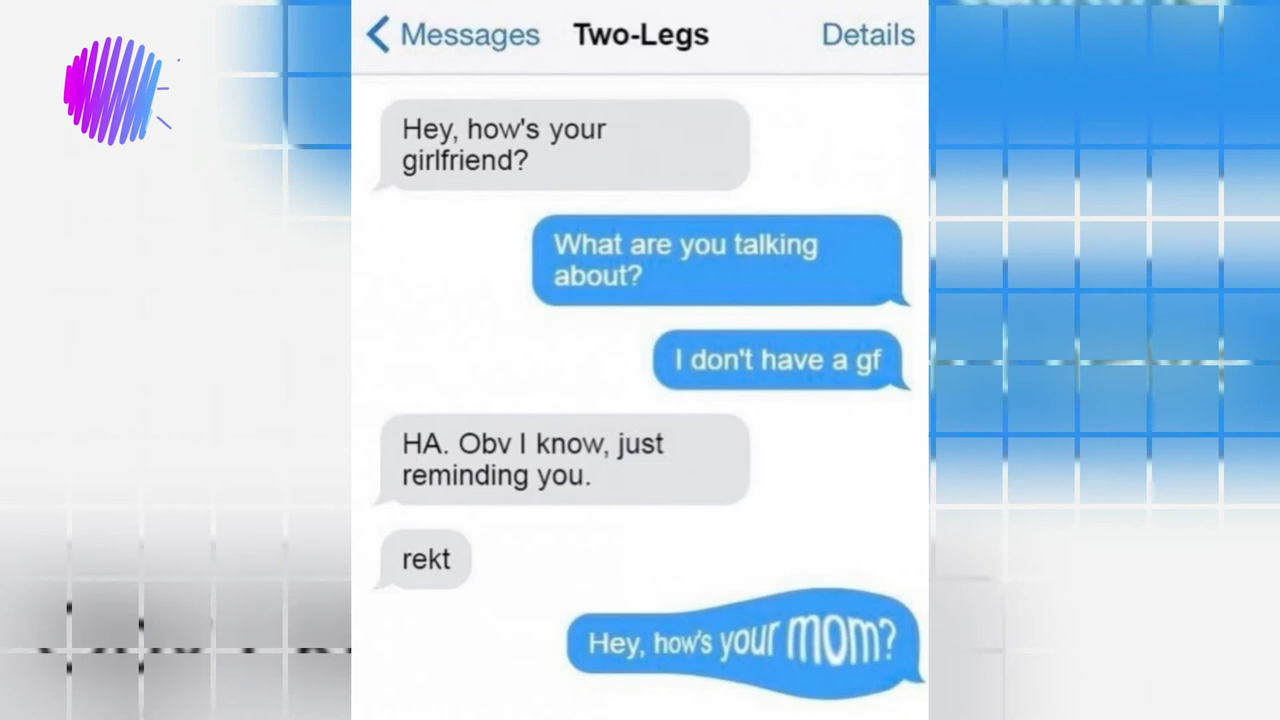 Messages Two-Legs Details
Hey, how's your
girlfriend?
What are you talking
about?
I don't have a gf
HA. Obv I know, just
reminding you.
rekt
Hey, how's your mom?